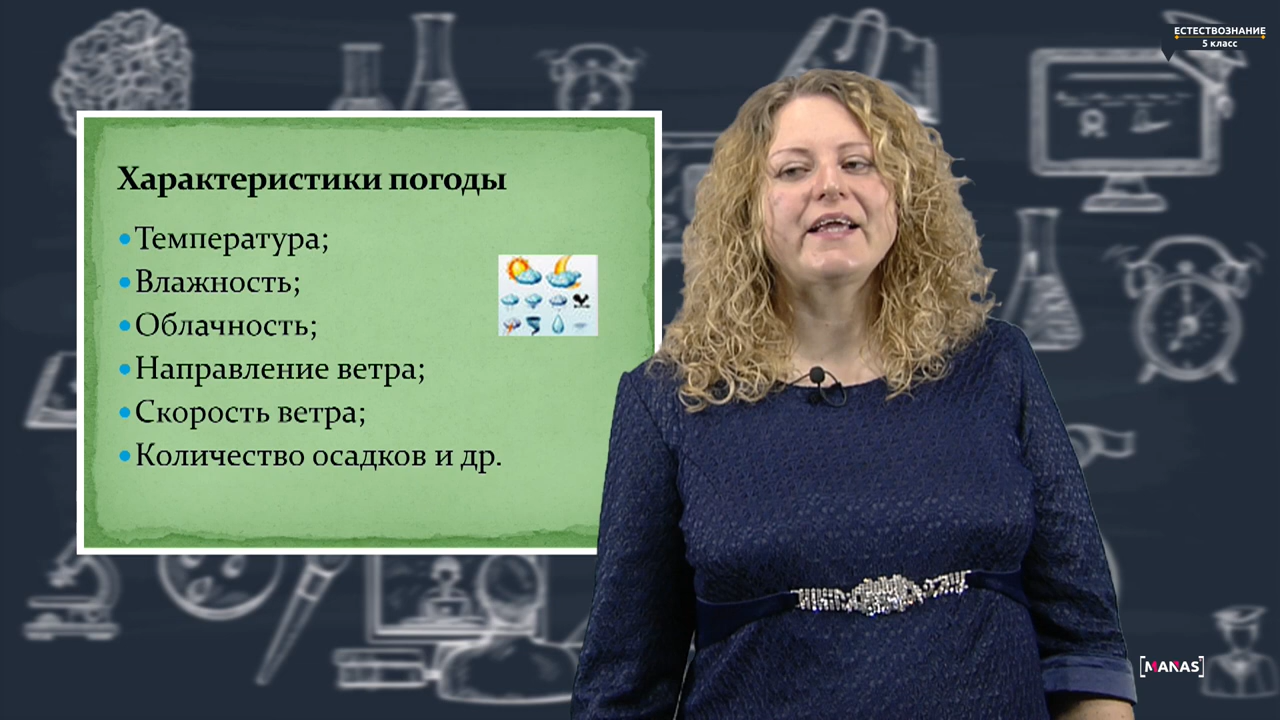 ЕСТЕСТВОЗНАНИЕ
5 класс
Характеристики погоды
Температура;
Влажность;
Облачность;
Направление ветра;
Скорость ветра;
Количество осадков и др.
[MANAS]